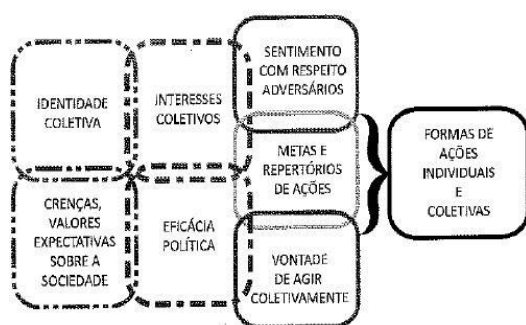 IDENTIDADE
COLETIVA
INTERESSES
COLETIVOS
SENTIMENTO
COM RESPEITO
ADVERSÁRIOS
CRENÇAS,
VALORES
EXPECTATIVAS
SOBRE A
SOCIEDADE
EFICÁCIA
POLÍTICA
METAS E
REPERTÓRIOS
DE AÇÕES
VONTADE
DE AGIR
COLETIVAMENTE
FORMAS DE
AÇÕES
INDIVIDUAIS
E
COLETIVAS